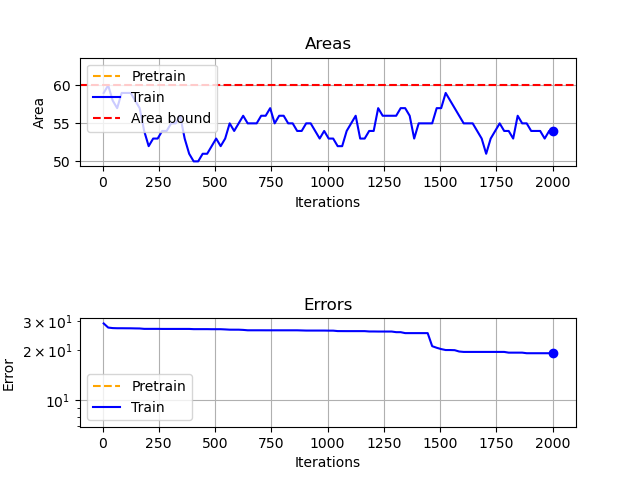 Areas
60
55
50
Area
Pretrain
Train
Area bound
0 250 500 750 1000 1250 1500 1750 2000
Iterations
Errors
3 × 10¹
2 × 10¹
10¹
Error
Pretrain
Train
0 250 500 750 1000 1250 1500 1750 2000
Iterations